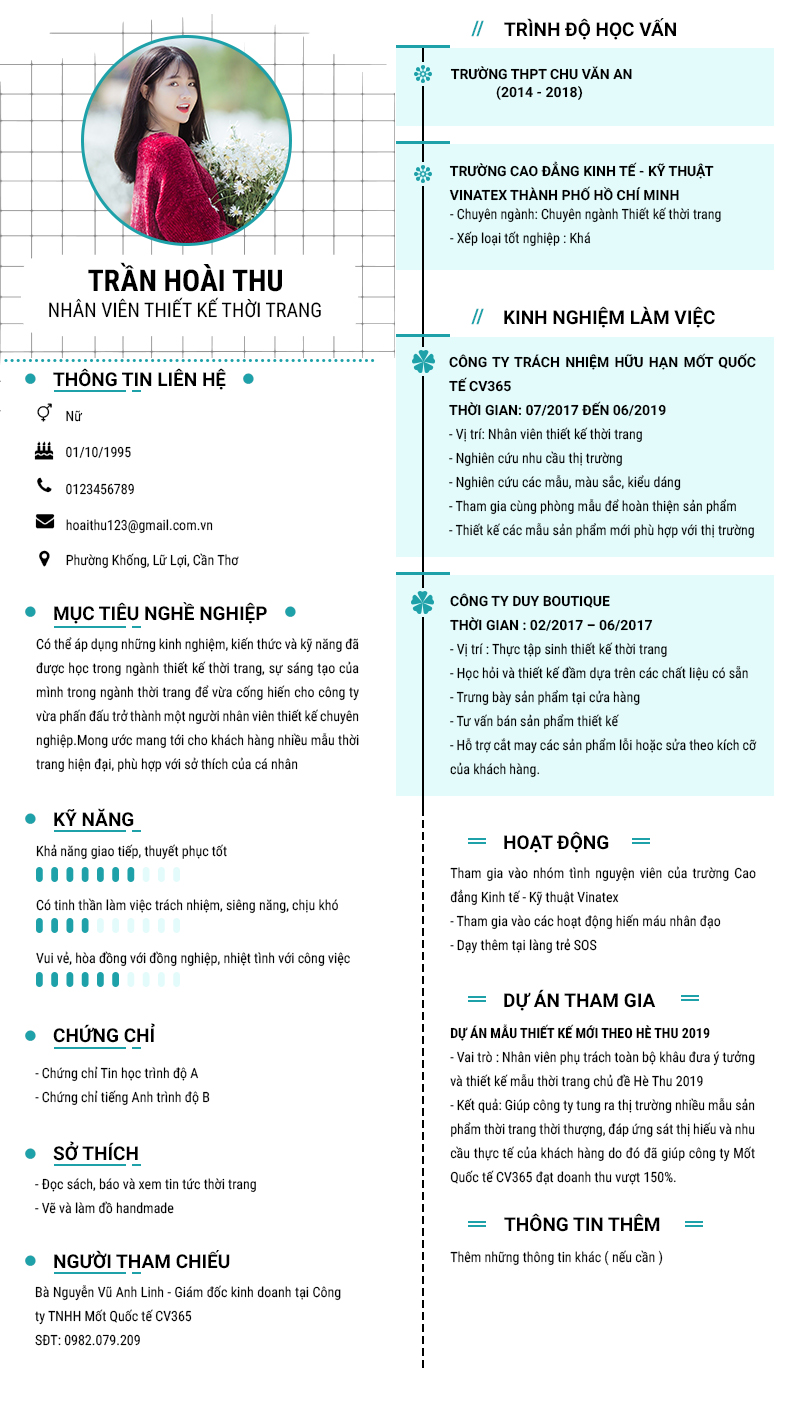 TRẦN HOÀI THU
NHÂN VIÊN THIẾT KẾ THỜI TRANG
THÔNG TIN LIÊN HỆ
Nữ
01/10/1995
0123456789
hoaithu123@gmail.com.vn
Phường Khống, Lữ Lợi, Cần Thơ
MỤC TIÊU NGHỀ NGHIỆP
Có thể áp dụng những kinh nghiệm, kiến thức và kỹ năng đã
được học trong ngành thiết kế thời trang, sự sáng tạo của
mình trong ngành thời trang để vừa cống hiến cho công ty
vừa phấn đấu trở thành một người nhân viên thiết kế chuyên
nghiệp.Mong ước mang tới cho khách hàng nhiều mẫu thời
trang hiện đại, phù hợp với sở thích của cá nhân
KỸ NĂNG
Khả năng giao tiếp, thuyết phục tốt
Có tinh thần làm việc trách nhiệm, siêng năng, chịu khó
Vui vẻ, hòa đồng với đồng nghiệp, nhiệt tình với công việc
CHỨNG CHỈ
- Chứng chỉ Tin học trình độ A
- Chứng chỉ tiếng Anh trình độ B
SỞ THÍCH
- Đọc sách, báo và xem tin tức thời trang
- Vẽ và làm đồ handmade
NGƯỜI THAM CHIẾU
Bà Nguyễn Vũ Anh Linh - Giám đốc kinh doanh tại Công
ty TNHH Mốt Quốc tế CV365
SĐT: 0982.079.209
// TRÌNH ĐỘ HỌC VẤN
TRƯỜNG THPT CHU VĂN AN
(2014 - 2018)
TRƯỜNG CAO ĐẲNG KINH TẾ - KỸ THUẬT
VINATEX THÀNH PHỐ HỒ CHÍ MINH
- Chuyên ngành: Chuyên ngành Thiết kế thời trang
- Xếp loại tốt nghiệp : Khá
// KINH NGHIỆM LÀM VIỆC
CÔNG TY TRÁCH NHIỆM HỮU HẠN MỐT QUỐC
TẾ CV365
THỜI GIAN: 07/2017 ĐẾN 06/2019
- Vị trí: Nhân viên thiết kế thời trang
- Nghiên cứu nhu cầu thị trường
- Nghiên cứu các mẫu, màu sắc, kiểu dáng
- Tham gia cùng phòng mẫu để hoàn thiện sản phẩm
- Thiết kế các mẫu sản phẩm mới phù hợp với thị trường
CÔNG TY DUY BOUTIQUE
THỜI GIAN : 02/2017 – 06/2017
- Vị trí : Thực tập sinh thiết kế thời trang
- Học hỏi và thiết kế đầm dựa trên các chất liệu có sẵn
- Trưng bày sản phẩm tại cửa hàng
- Tư vấn bán sản phẩm thiết kế
- Hỗ trợ cắt may các sản phẩm lỗi hoặc sửa theo kích cỡ
của khách hàng.
HOẠT ĐỘNG
Tham gia vào nhóm tình nguyện viên của trường Cao
đẳng Kinh tế - Kỹ thuật Vinatex
- Tham gia vào các hoạt động hiến máu nhân đạo
- Dạy thêm tại làng trẻ SOS
DỰ ÁN THAM GIA
DỰ ÁN MẪU THIẾT KẾ MỚI THEO HÈ THU 2019
- Vai trò : Nhân viên phụ trách toàn bộ khâu đưa ý tưởng
và thiết kế mẫu thời trang chủ đề Hè Thu 2019
- Kết quả: Giúp công ty tung ra thị trường nhiều mẫu sản
phẩm thời trang thời thượng, đáp ứng sát thị hiếu và nhu
cầu thực tế của khách hàng do đó đã giúp công ty Mốt
Quốc tế CV365 đạt doanh thu vượt 150%.
THÔNG TIN THÊM
Thêm những thông tin khác ( nếu cần )